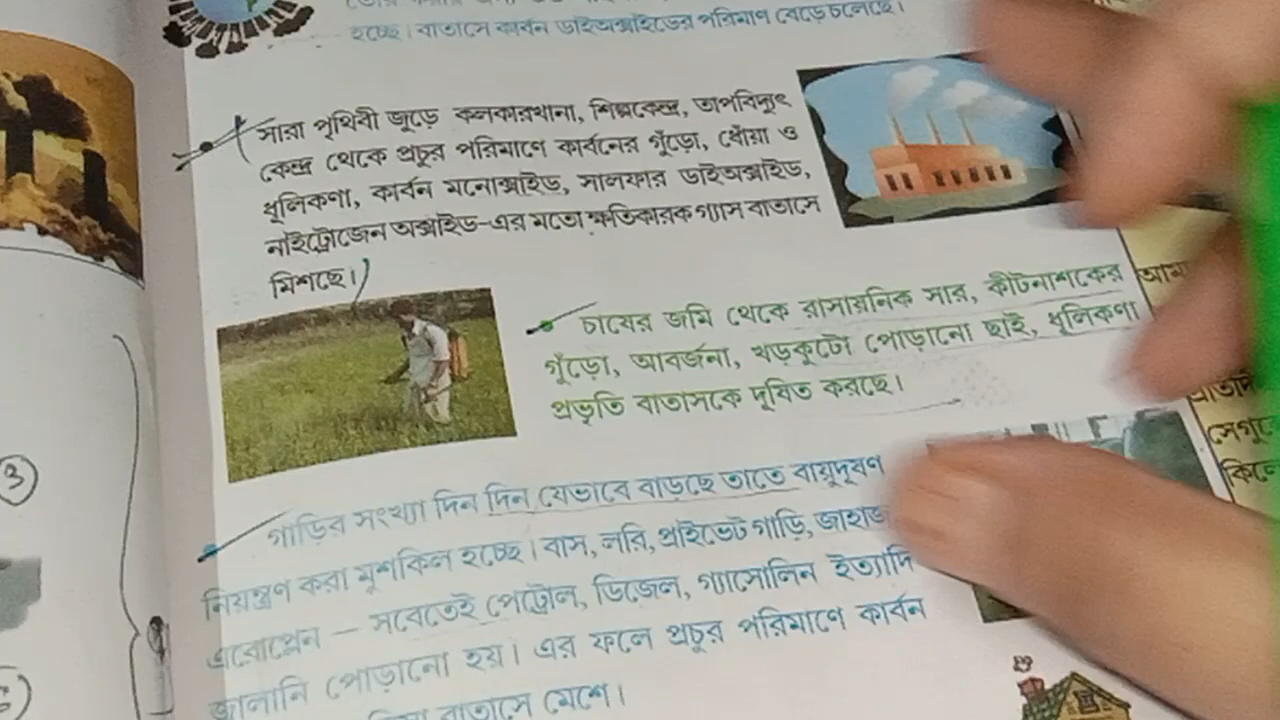 হচ্ছে। বাতাসে কার্বন ডাইঅক্সাইডের পরিমাণ বেড়ে চলেছে।
সারা পৃথিবী জুড়ে কলকারখানা, শিল্পকেন্দ্র, তাপবিদ্যুৎ
কেন্দ্র থেকে প্রচুর পরিমাণে কার্বনের গুঁড়ো, ধোঁয়া ও
ধূলিকণা, কার্বন মনোক্সাইড, সালফার ডাইঅক্সাইড,
নাইট্রোজেন অক্সাইড-এর মতো ক্ষতিকারক গ্যাস বাতাসে
মিশছে।
চাষের জমি থেকে রাসায়নিক সার, কীটনাশকের
গুঁড়ো, আবর্জনা, খড়কুটো পোড়ানো ছাই, ধূলিকণা
প্রভৃতি বাতাসকে দূষিত করছে।
গাড়ির সংখ্যা দিন দিন যেভাবে বাড়ছে তাতে বায়ুদূষণ
নিয়ন্ত্রণ করা মুশকিল হচ্ছে। বাস, লরি, প্রাইভেট গাড়ি, জাহাজ
এরোপ্লেন — সবেতেই পেট্রোল, ডিজেল, গ্যাসোলিন ইত্যাদি
জ্বালানি পোড়ানো হয়। এর ফলে প্রচুর পরিমাণে কার্বন
বাতাসে মেশে।
3